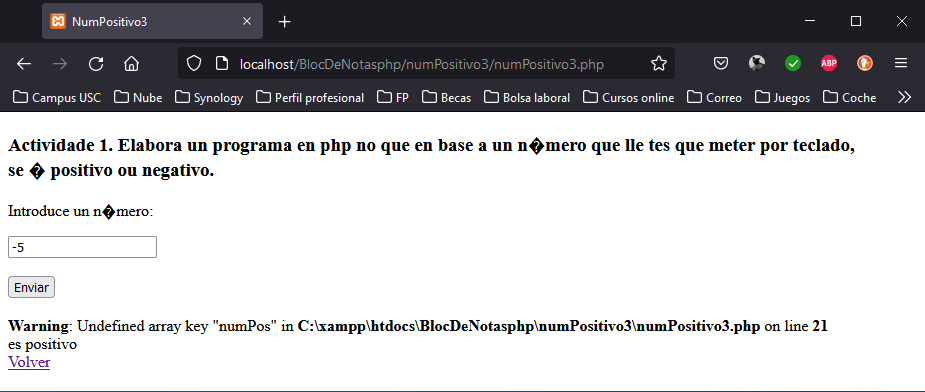 NumPositivo3
localhost/BlocDeNotasphp/numPositivo3/numPositivo3.php
ABP
Campus USC Nube Synology Perfil profesional FP Becas Bolsa laboral Cursos online Correo Juegos Coche
Actividade 1. Elabora un programa en php no que en base a un n�mero que lle tes que meter por teclado,
se � positivo ou negativo.
Introduce un n�mero:
-5
Enviar
Warning: Undefined array key "numPos" in C:\xampp\htdocs\BlocDeNotasphp\numPositivo3\numPositivo3.php on line 21
es positivo
Volver